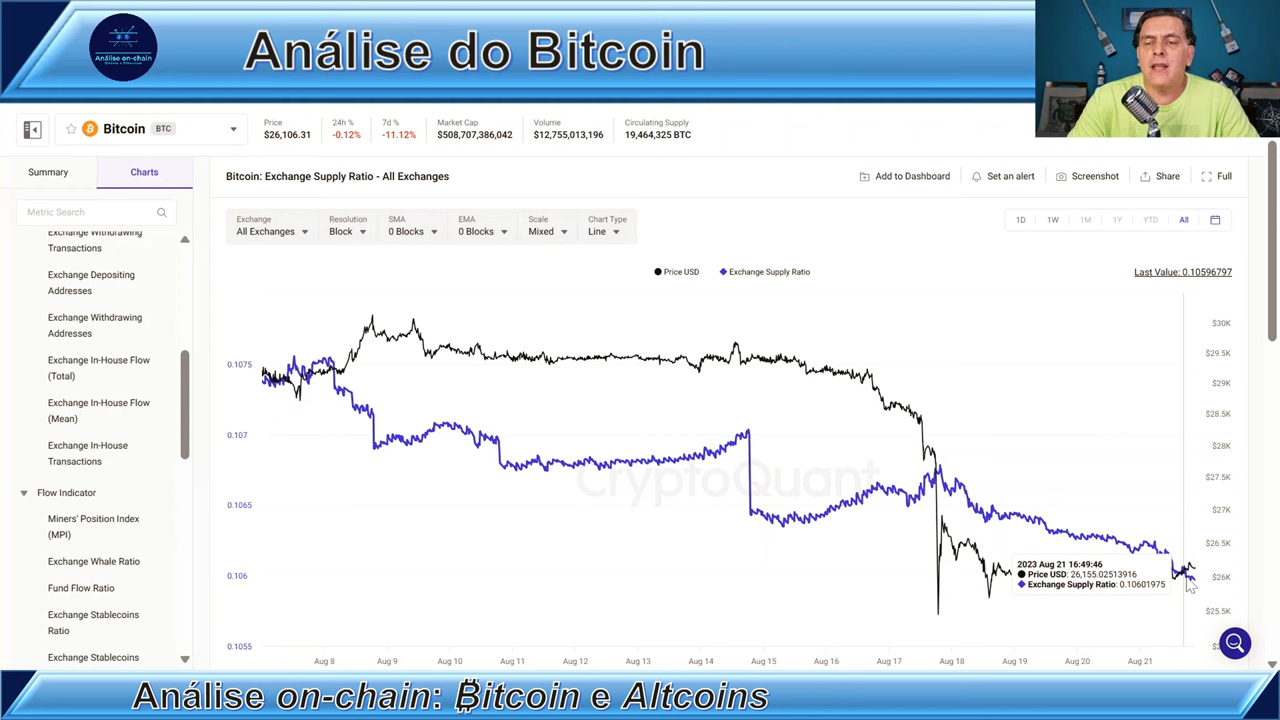 Análise do Bitcoin
Análise on-chain
Bitcoin BTC
Price
$26,106.31
24h %
-0.12%
7d %
-11.12%
Market Cap
$508,707,386,042
Volume
$12,755,013,196
Circulating Supply
19,464,325 BTC
Summary
Charts
Metric Search
Exchange Withdrawing
Transactions
Exchange Depositing
Addresses
Exchange Withdrawing
Addresses
Exchange In-House Flow
(Total)
Exchange In-House Flow
(Mean)
Exchange In-House
Transactions
Flow Indicator
Miners' Position Index
(MPI)
Exchange Whale Ratio
Fund Flow Ratio
Exchange Stablecoins
Ratio
Exchange Stablecoins
Bitcoin: Exchange Supply Ratio - All Exchanges
Add to Dashboard
Set an alert
Screenshot
Share
Full
Exchange
All Exchanges
Resolution
Block
SMA
0 Blocks
EMA
0 Blocks
Scale
Mixed
Chart Type
Line
1D 1W 1M 1Y YTD All
Price USD
Exchange Supply Ratio
Last Value: 0.10596797
0.1075
0.107
0.1065
0.106
0.1055
CryptoQuant
$30K
$29.5K
$29K
$28.5K
$28K
$27.5K
$27K
$26.5K
$26K
$25.5K
2023 Aug 21 16:49:46
Price USD: 26,155.02513916
Exchange Supply Ratio: 0.10601975
Aug 8 Aug 9 Aug 10 Aug 11 Aug 12 Aug 13 Aug 14 Aug 15 Aug 16 Aug 17 Aug 18 Aug 19 Aug 20 Aug 21
Análise on-chain: ₿itcoin e Altcoins